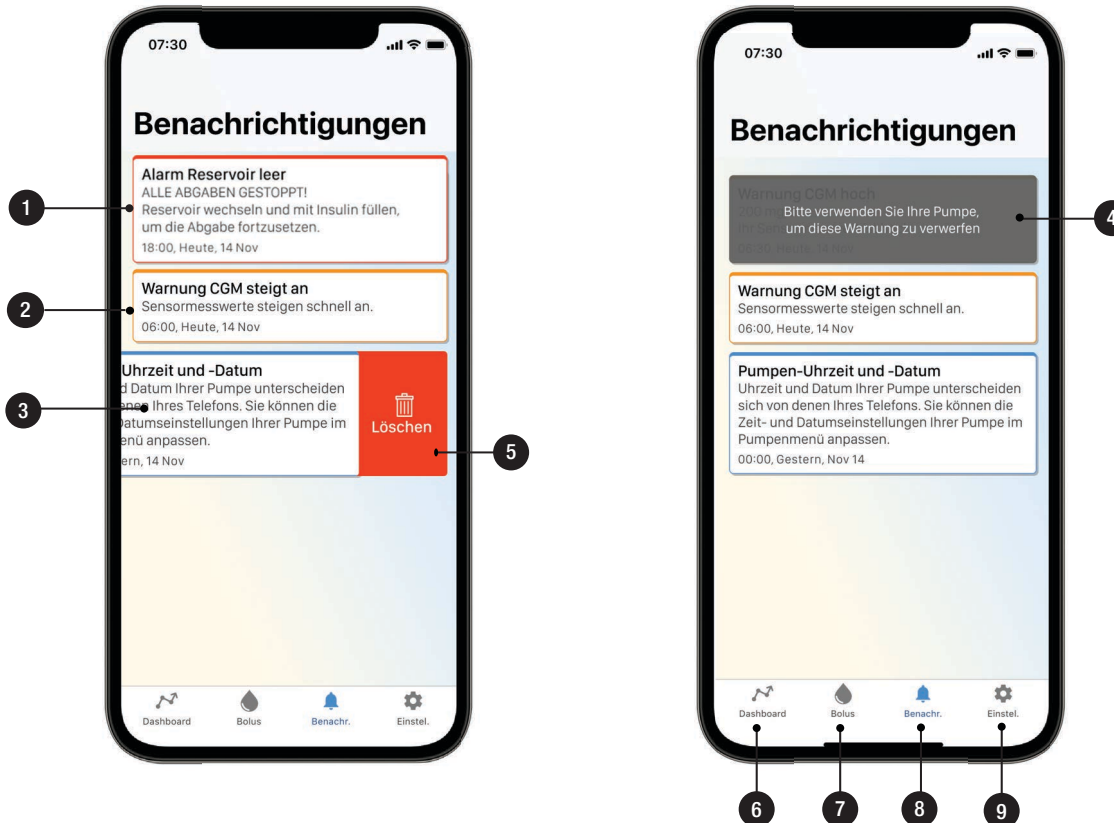 07:30
Benachrichtigungen
Alarm Reservoir leer
ALLE ABGABEN GESTOPPT!
Reservoir wechseln und mit Insulin füllen,
um die Abgabe fortzusetzen.
18:00, Heute, 14 Nov
1
Warnung CGM steigt an
Sensormesswerte steigen schnell an.
06:00, Heute, 14 Nov
2
Uhrzeit und -Datum
d Datum Ihrer Pumpe unterscheiden
Ihres Telefons. Sie können die
Datumseinstellungen Ihrer Pumpe im
enü anpassen.
ern, 14 Nov
3
Löschen
5
Dashboard
Bolus
Benachr.
Einstel.
07:30
Benachrichtigungen
Warnung CGM hoch
Bitte verwenden Sie Ihre Pumpe,
um diese Warnung zu verwerfen
4
Warnung CGM steigt an
Sensormesswerte steigen schnell an.
06:00, Heute, 14 Nov
Pumpen-Uhrzeit und -Datum
Uhrzeit und Datum Ihrer Pumpe unterscheiden
sich von denen Ihres Telefons. Sie können die
Zeit- und Datumseinstellungen Ihrer Pumpe im
Pumpenmenü anpassen.
00:00, Gestern, Nov 14
Dashboard
Bolus
Benachr.
Einstel.
6
7
8
9